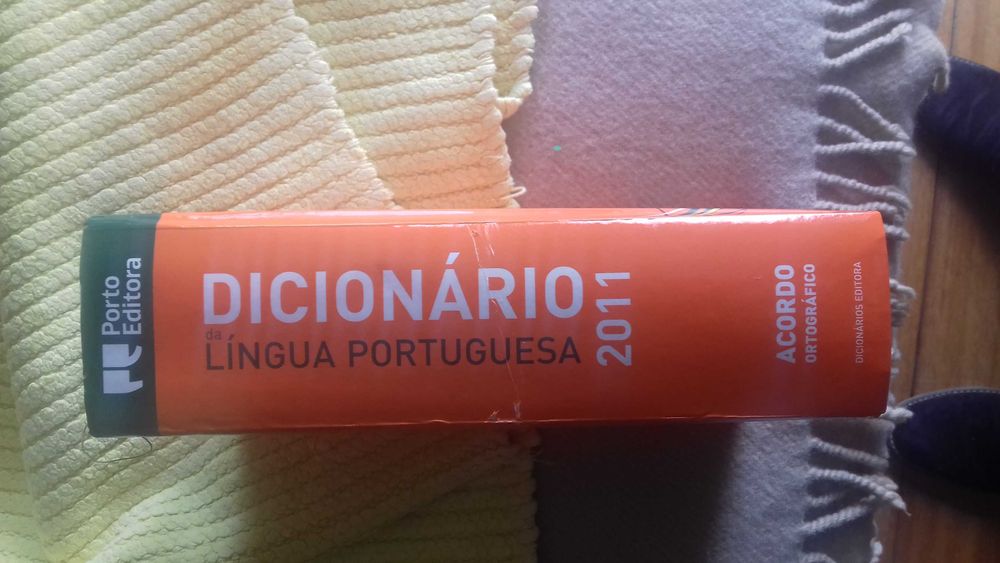 Porto
Editora
DICIONÁRIO
da
LÍNGUA PORTUGUESA
2011
ACORDO
ORTOGRÁFICO
DICIONÁRIOS EDITORA